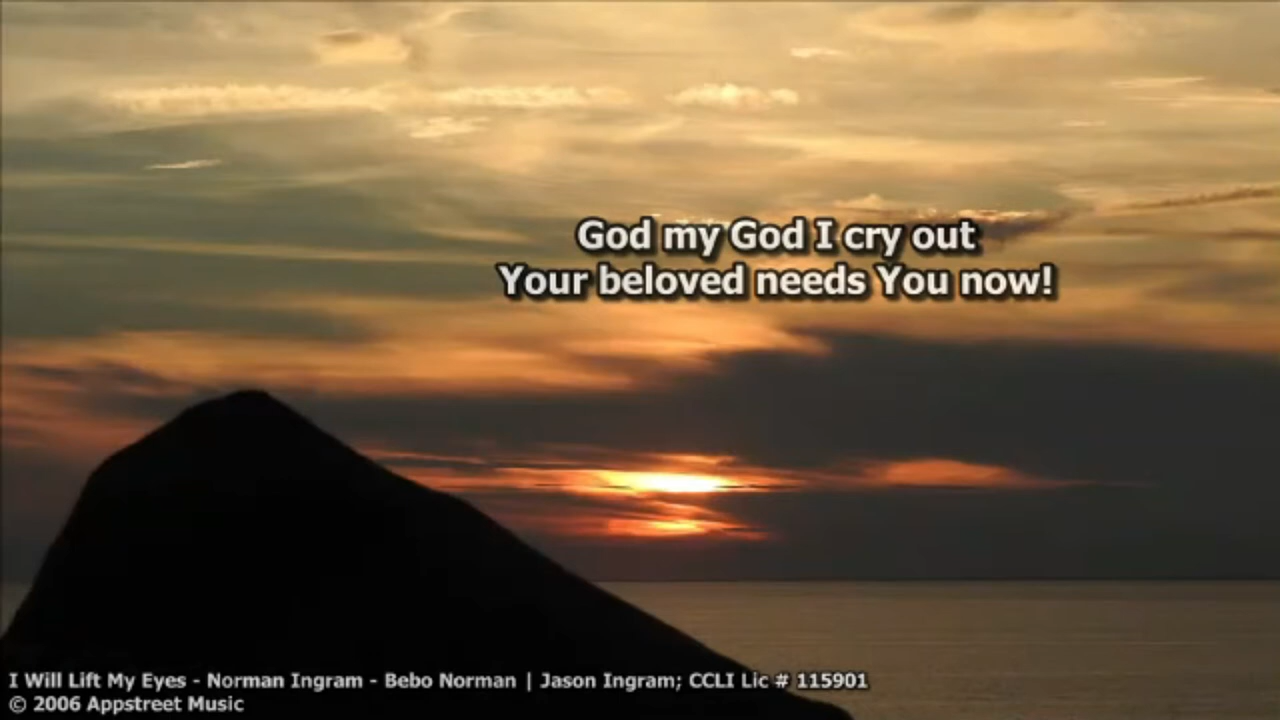 God my God I cry out
Your beloved needs You now!
I Will Lift My Eyes - Norman Ingram - Bebo Norman | Jason Ingram; CCLI Lic # 115901
© 2006 Appstreet Music